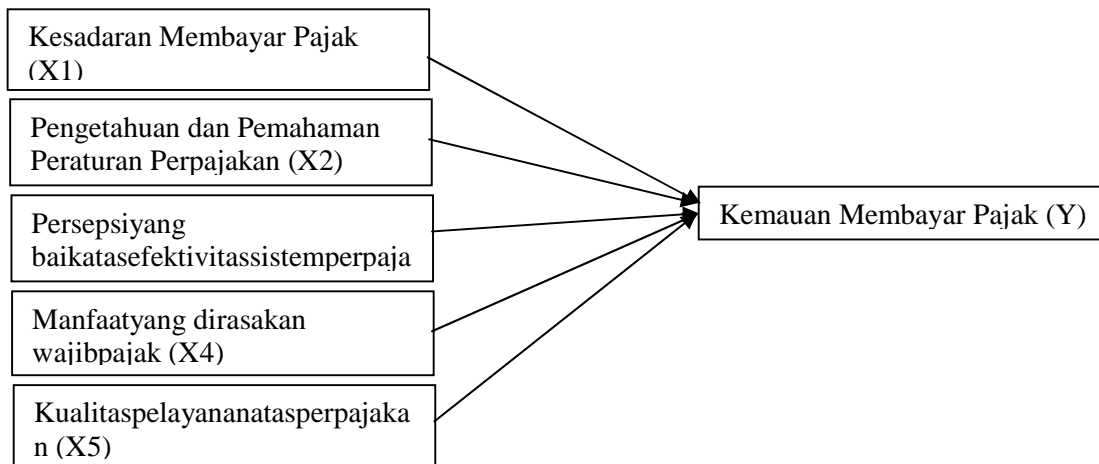 Kesadaran Membayar Pajak
(X1)
Pengetahuan dan Pemahaman
Peraturan Perpajakan (X2)
Persepsiyang
baikatasefektivitassistemperpaja
Manfaatyang dirasakan
wajibpajak (X4)
Kualitaspelayananatasperpajaka
n (X5)
Kemauan Membayar Pajak (Y)